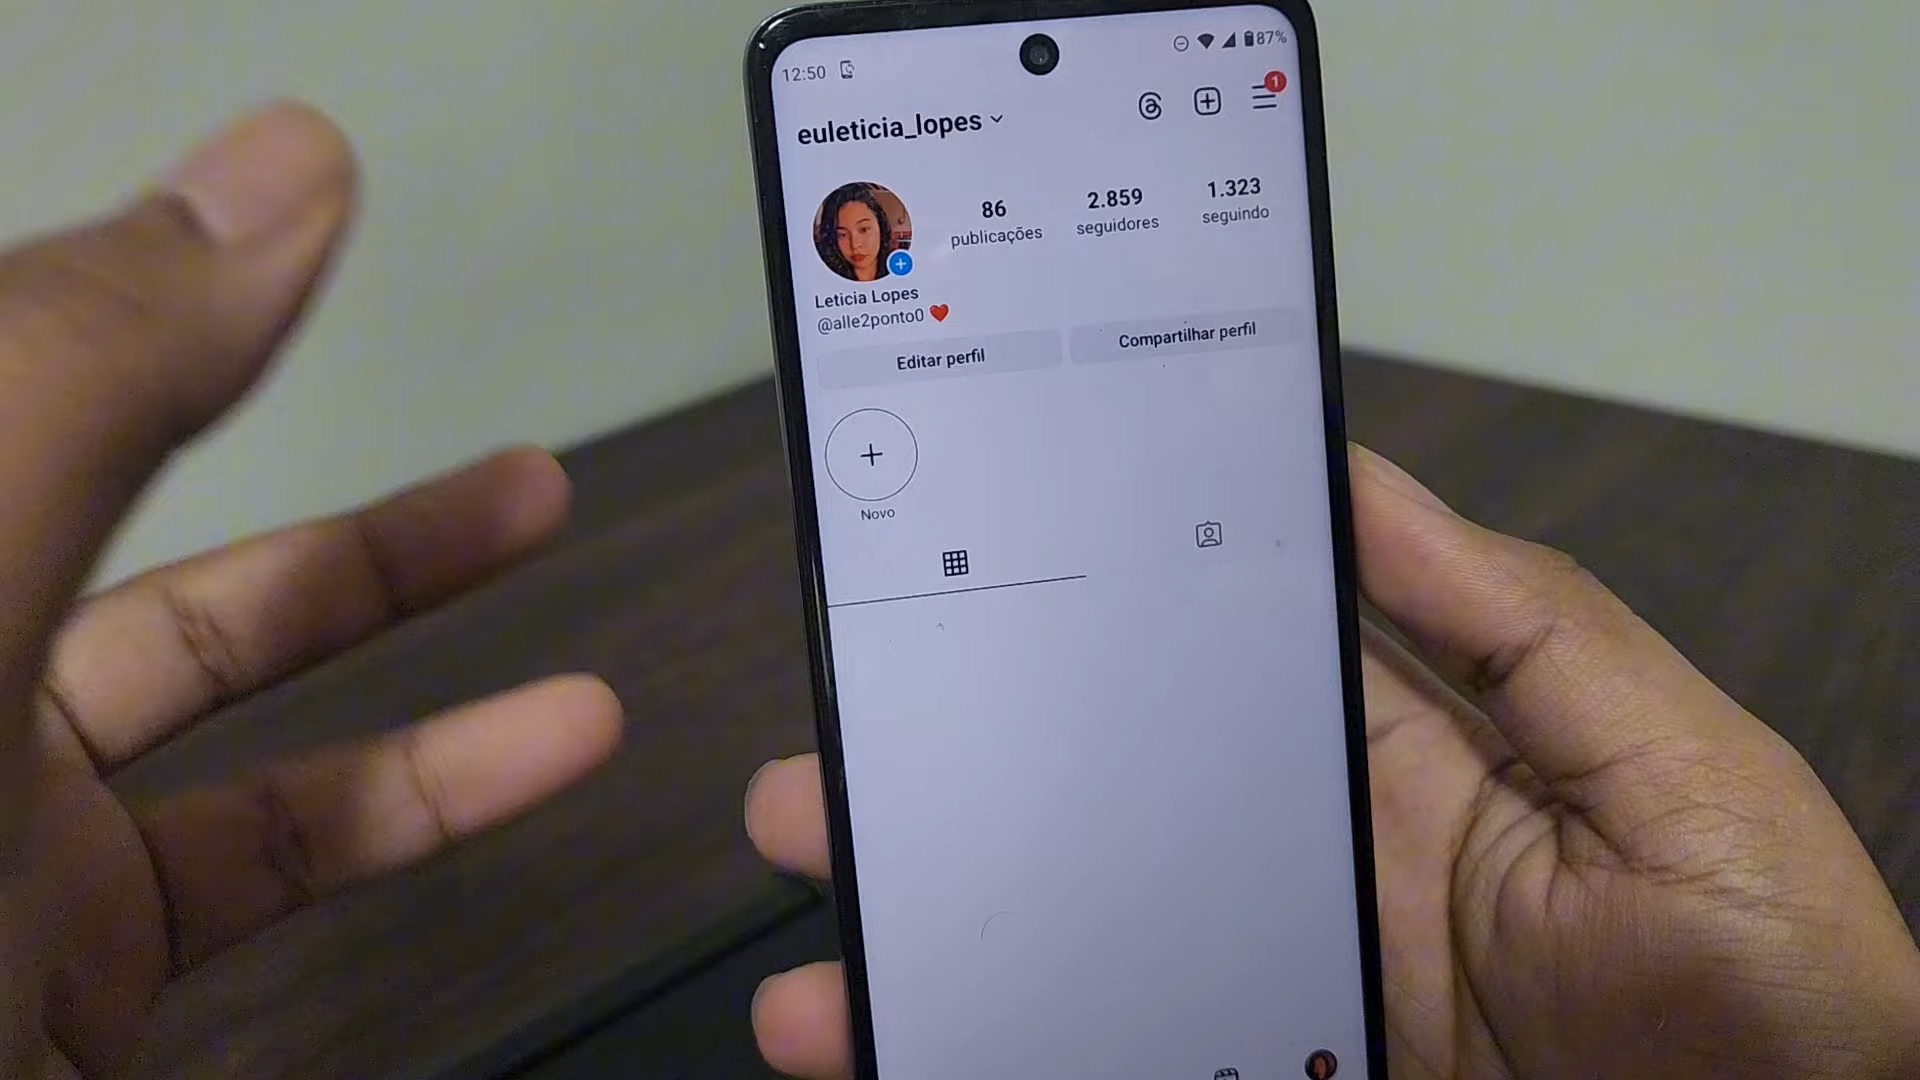 12:50
87%
euleticia_lopes
1
86
publicações
2.859
seguidores
1.323
seguindo
Leticia Lopes
@alle2ponto0 ❤️
Editar perfil
Compartilhar perfil
Novo